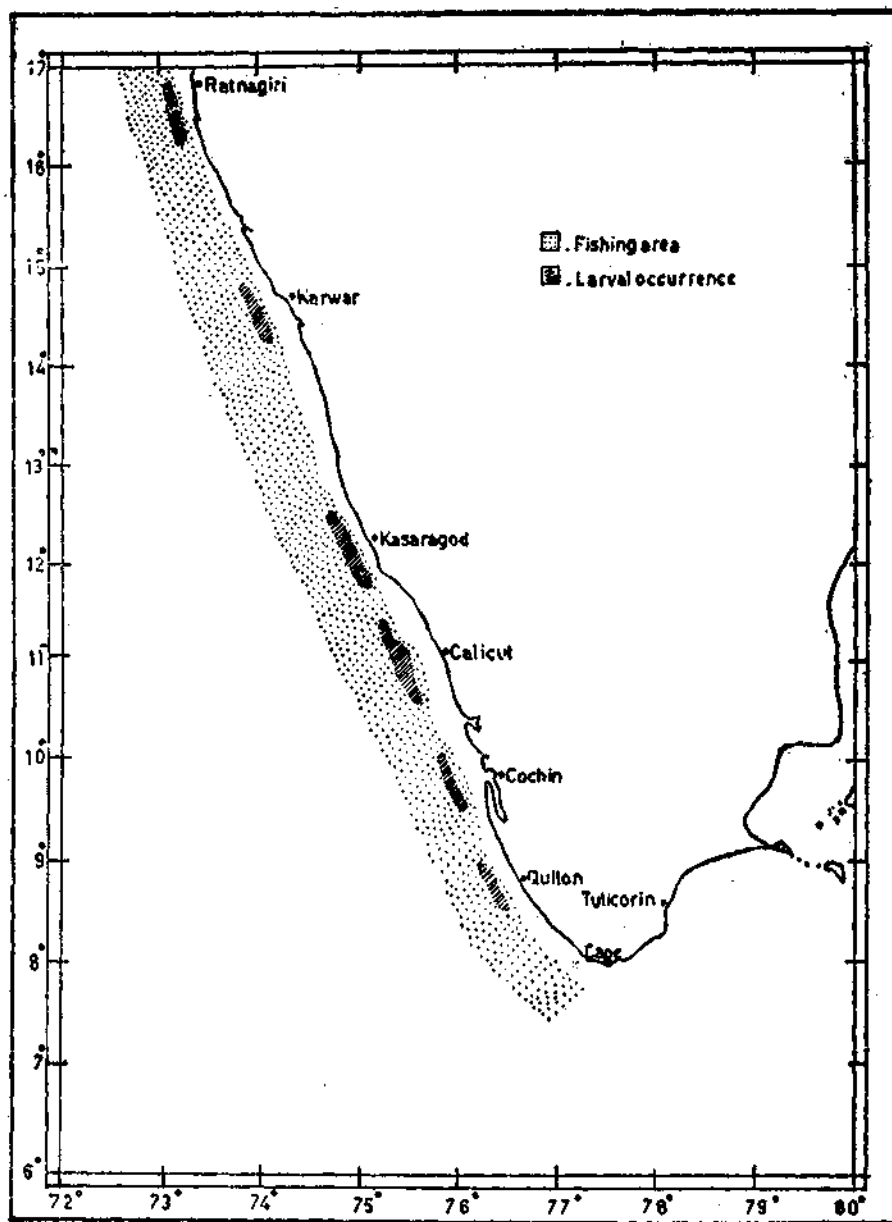 17°
Ratnagiri
16°
. Fishing area
15°
. Larval occurrence
Karwar
14°
13°
Kasaragod
12°
11°
Calicut
10°
Cochin
9°
Quilon
Tuticorin
8°
Cape
7°
6°
72° 73° 74° 75° 76° 77° 78° 79° 80°